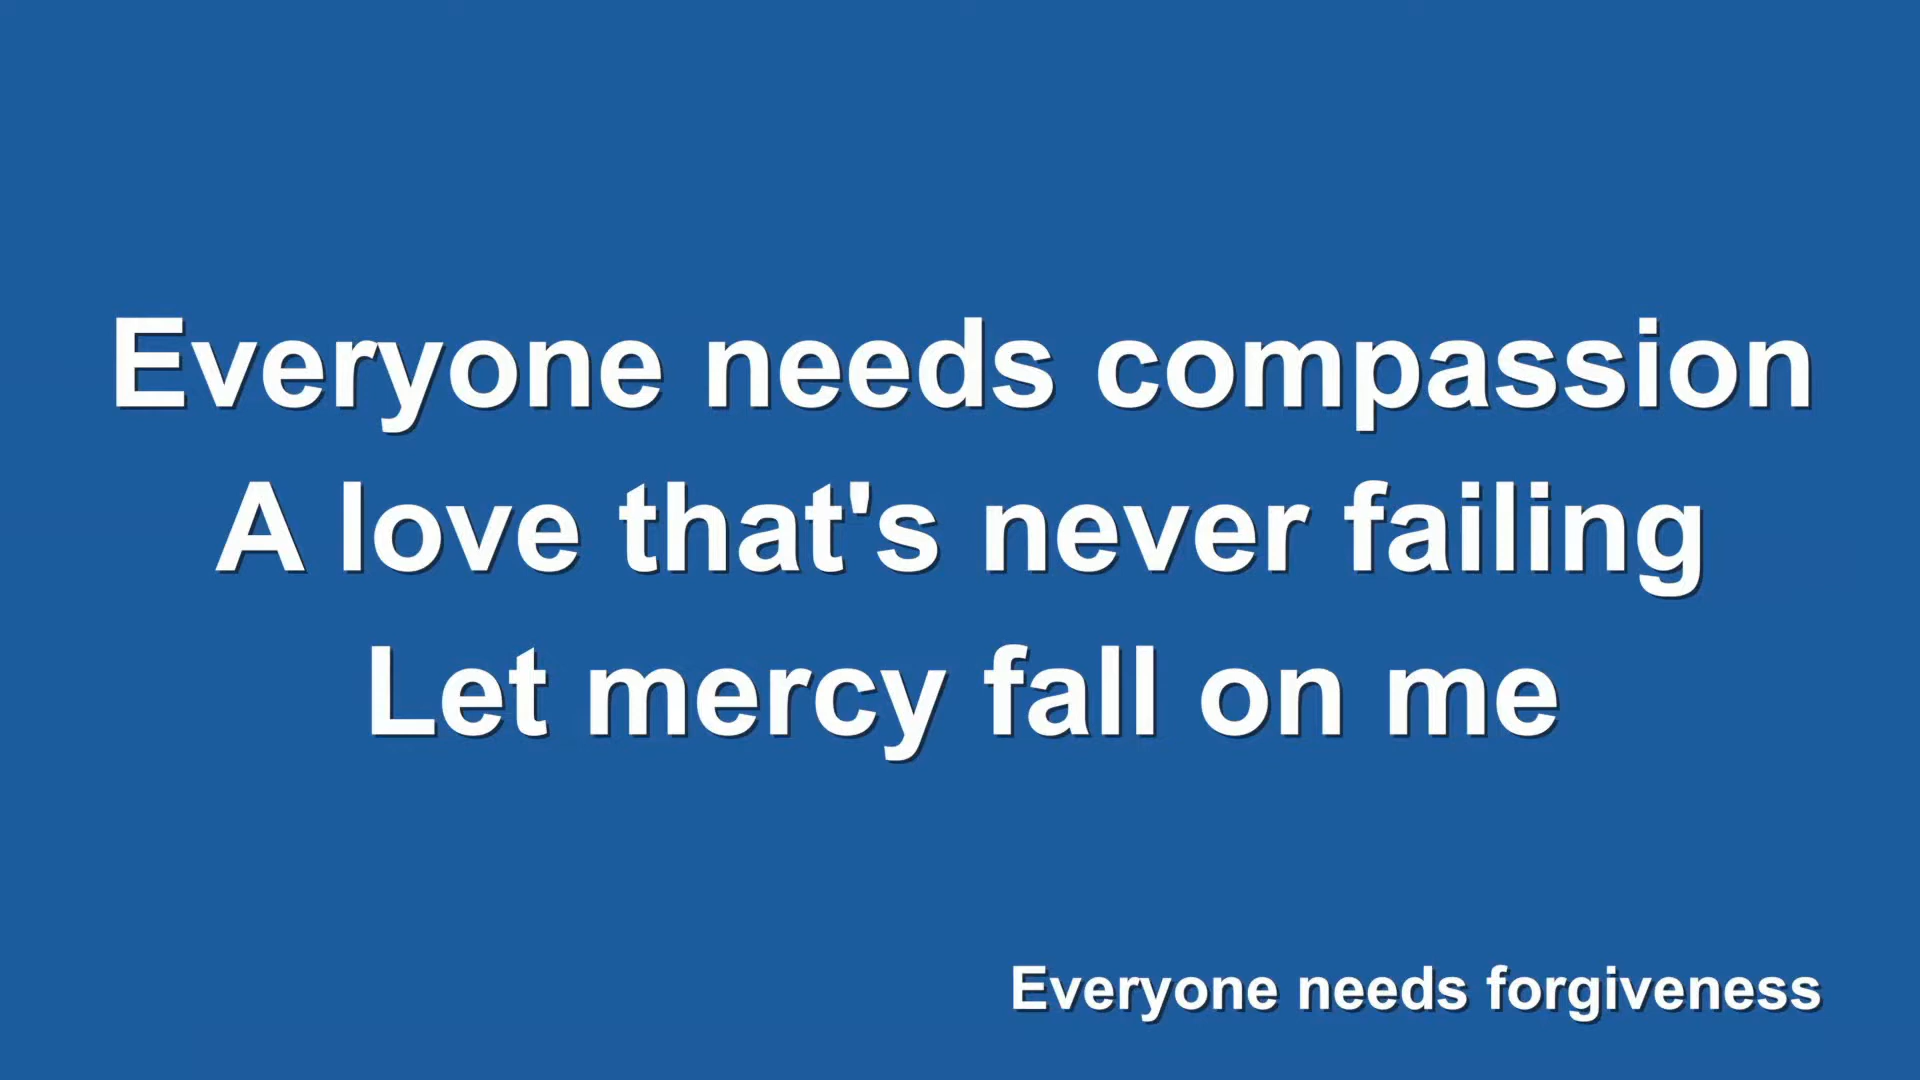 Everyone needs compassion
A love that's never failing
Let mercy fall on me
Everyone needs forgiveness